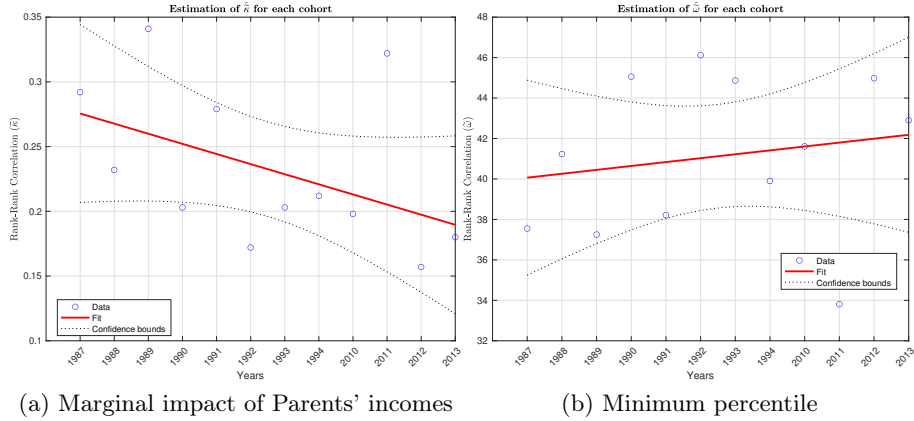 Estimation of κ̂̄ for each cohort
0.35
0.3
0.25
0.2
0.15
0.1
Rank-Rank Correlation (κ̄)
Data
Fit
Confidence bounds
1987 1988 1989 1990 1991 1992 1993 1994 2010 2011 2012 2013
Years
(a) Marginal impact of Parents' incomes
Estimation of ω̂̄ for each cohort
48
46
44
42
40
38
36
34
32
Rank-Rank Correlation (ω̄)
Data
Fit
Confidence bounds
1987 1988 1989 1990 1991 1992 1993 1994 2010 2011 2012 2013
Years
(b) Minimum percentile